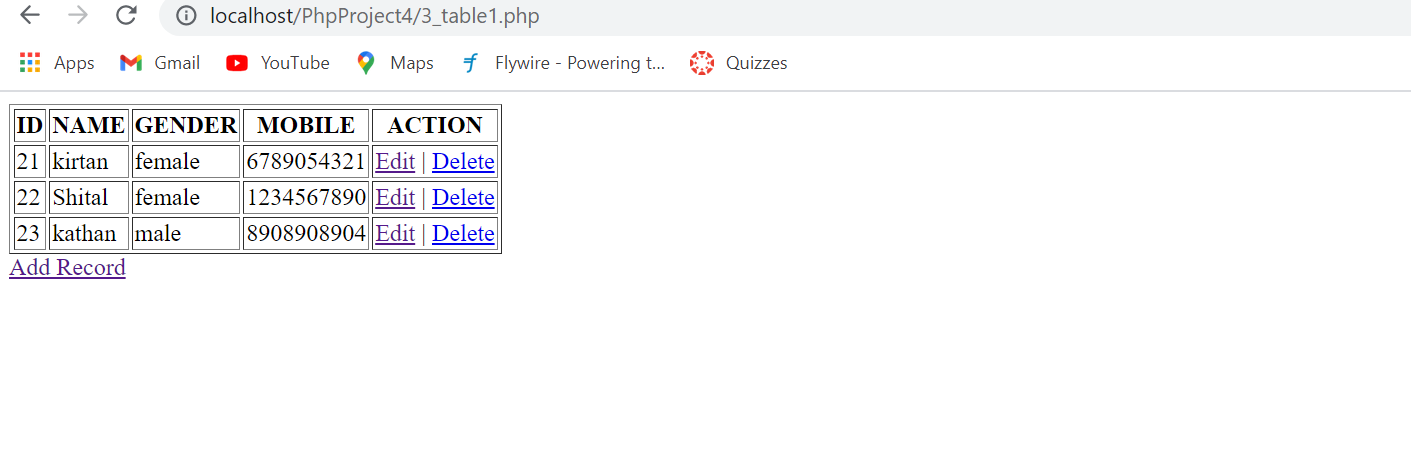 localhost/PhpProject4/3_table1.php
Apps Gmail YouTube Maps Flywire - Powering t... Quizzes
ID NAME GENDER MOBILE ACTION
21 kirtan female 6789054321 Edit | Delete
22 Shital female 1234567890 Edit | Delete
23 kathan male 8908908904 Edit | Delete
Add Record